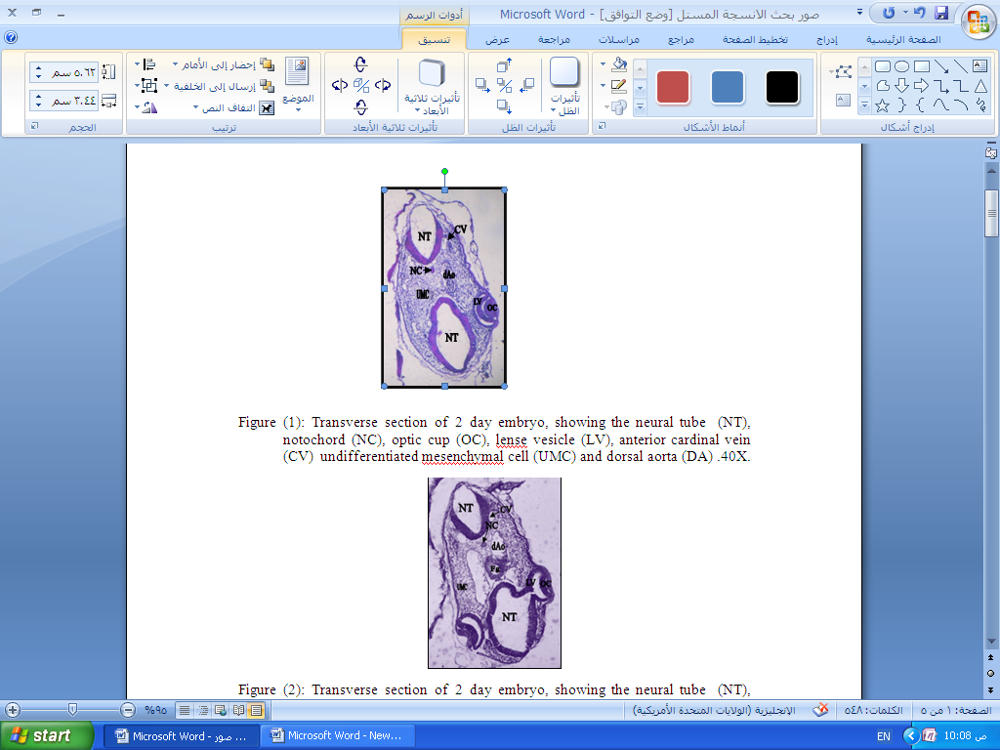 أدوات الرسم
صور بحث الانسجة المستل [وضع التوافق] - Microsoft Word
الصفحة الرئيسية
إدراج
تخطيط الصفحة
مراجع
مراسلات
مراجعة
عرض
تنسيق
إدراج أشكال
أنماط الأشكال
تأثيرات الظل
تأثيرات الظل
تأثيرات ثلاثية الأبعاد
تأثيرات ثلاثية الأبعاد
الموضع
إحضار إلى الأمام
إرسال إلى الخلفية
التفاف النص
ترتيب
٥.٦٢ سم
٣.٤٤ سم
الحجم
NT
CV
NC
dAo
UMC
LV
OC
NT
Figure (1): Transverse section of 2 day embryo, showing the neural tube (NT),
notochord (NC), optic cup (OC), lense vesicle (LV), anterior cardinal vein
(CV) undifferentiated mesenchymal cell (UMC) and dorsal aorta (DA) .40X.
NT
CV
NC
dAo
Fg
UMC
LV
OC
NT
Figure (2): Transverse section of 2 day embryo, showing the neural tube (NT),
الصفحة: ١ من ٥
الكلمات: ٥٤٨
الإنجليزية (الولايات المتحدة الأمريكية)
٩٥%
start
Microsoft Word - صور ...
Microsoft Word - New...
EN
10:08 ص